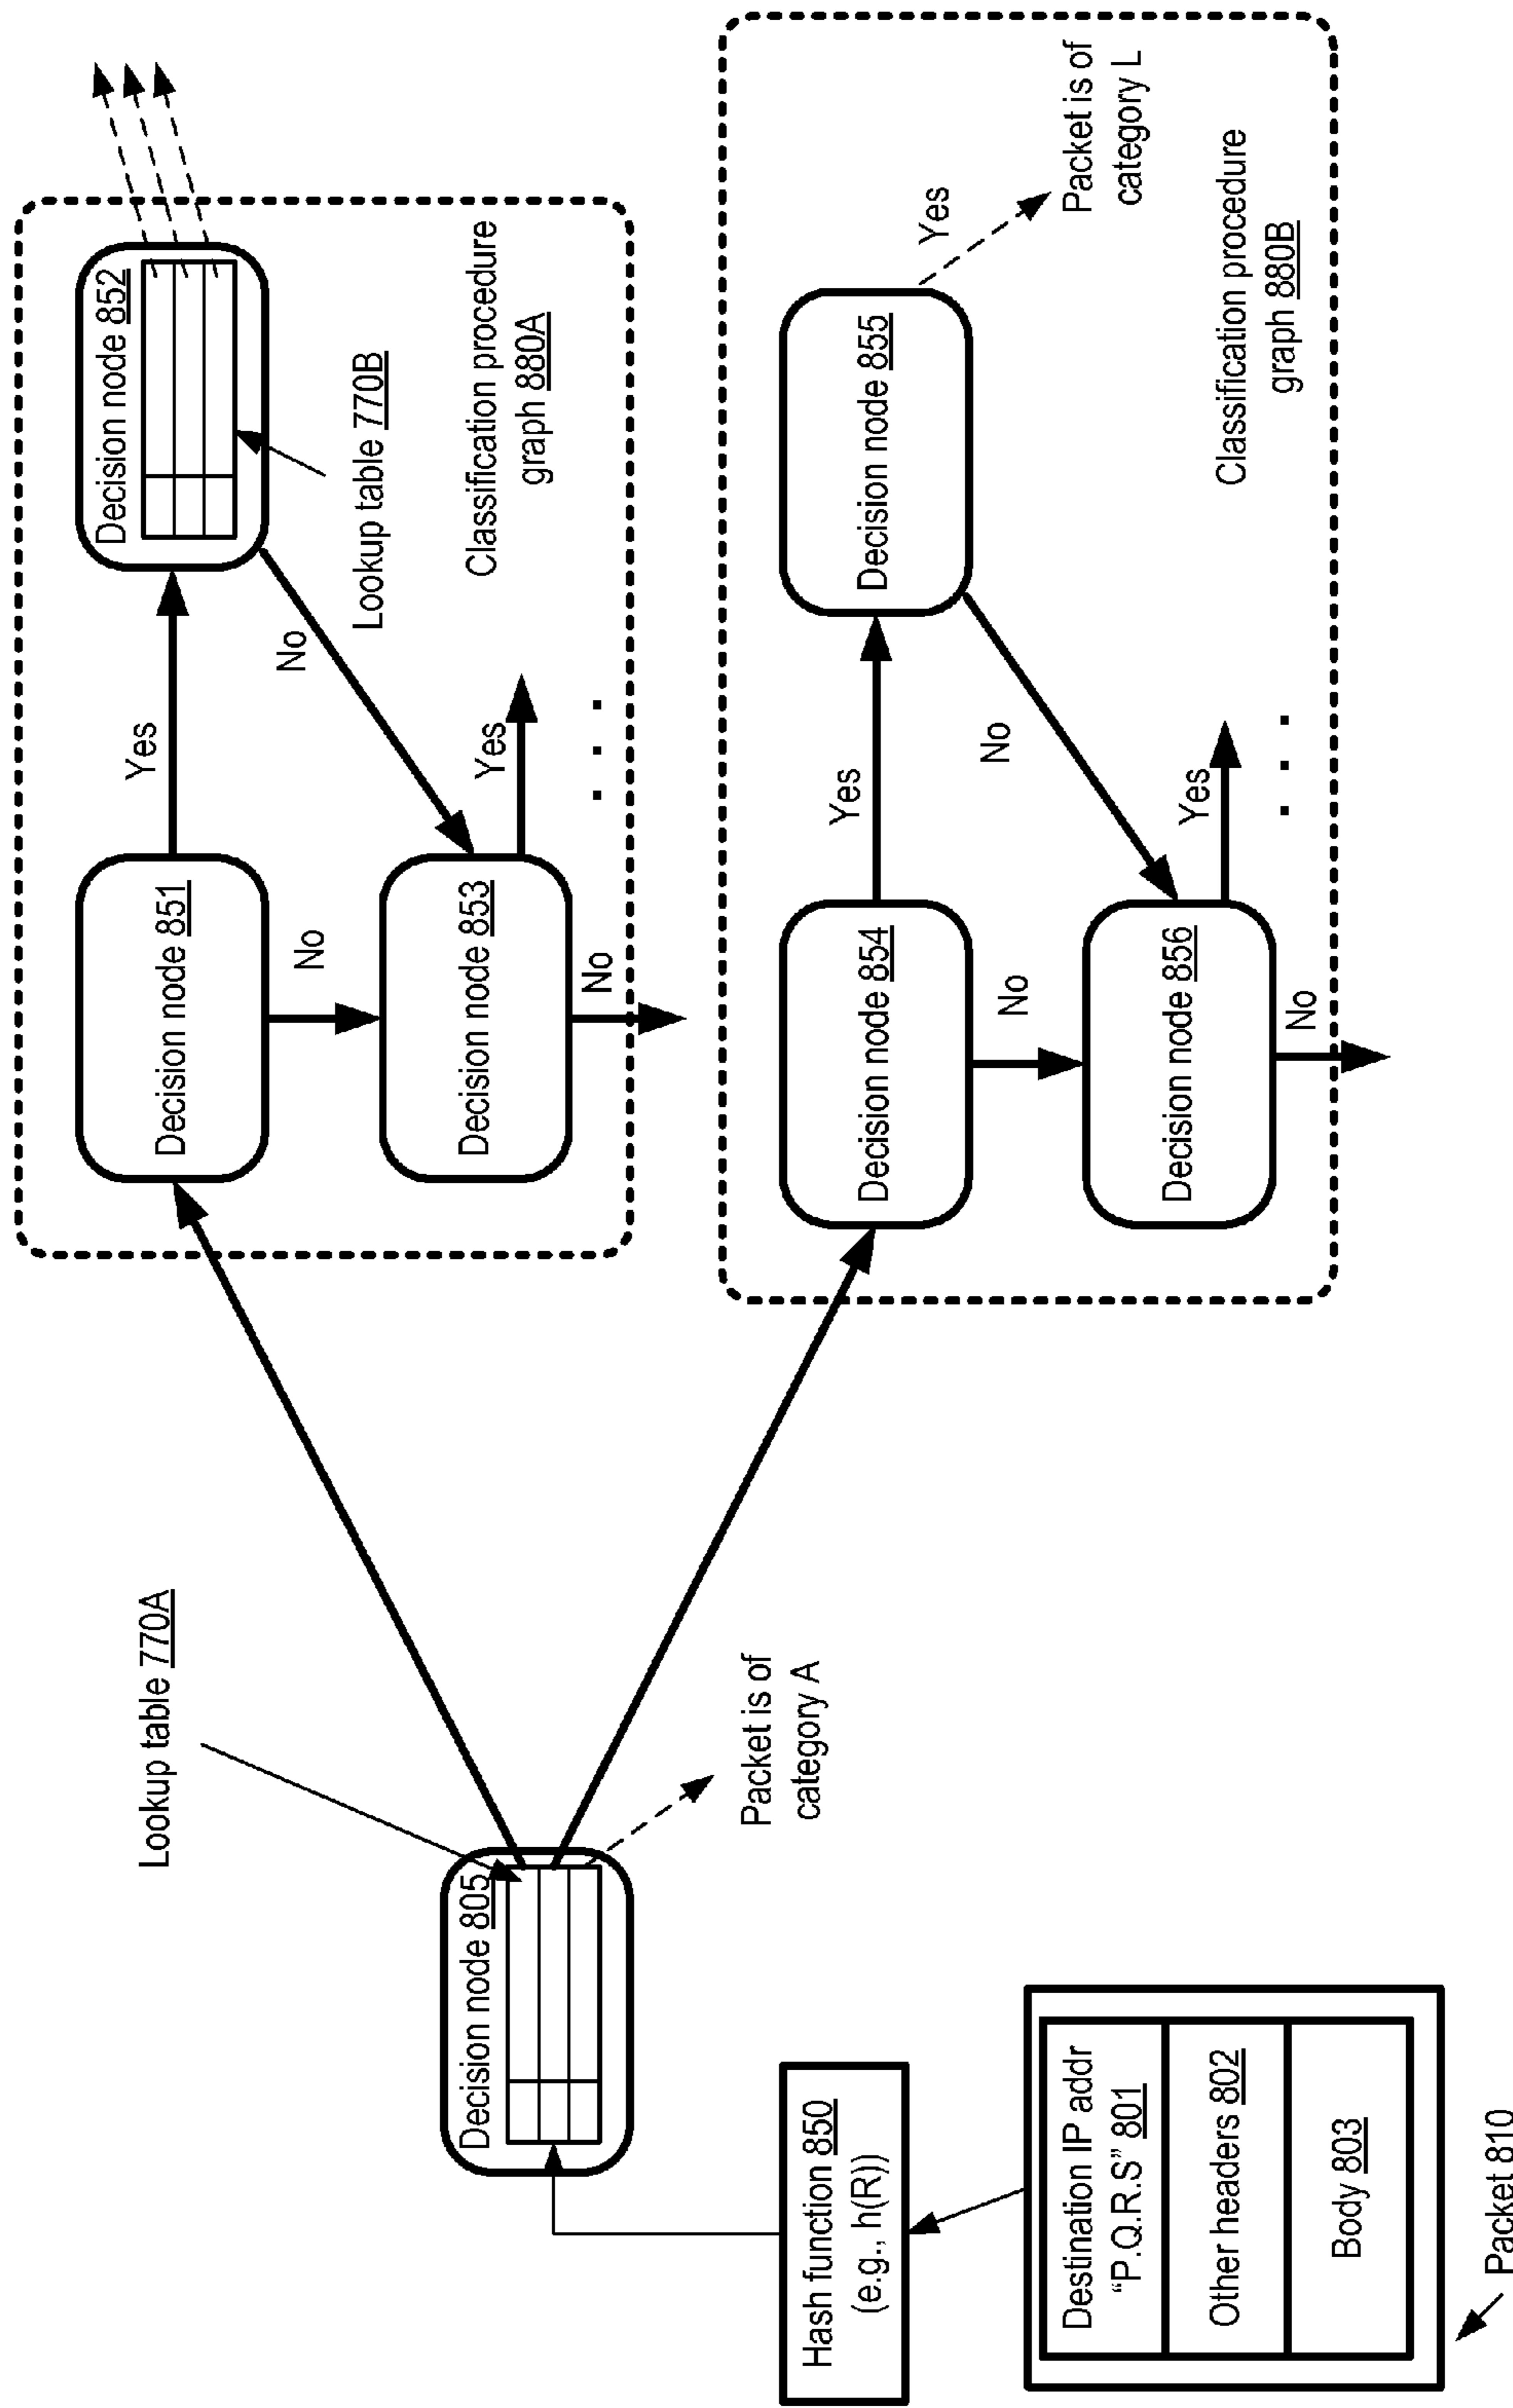 Lookup table 770A
Decision node 805
Packet is of
category A
Hash function 850
(e.g., h(R))
Destination IP addr
“P.Q.R.S” 801
Other headers 802
Body 803
Packet 810
Decision node 851
Yes
No
Decision node 852
Lookup table 770B
No
Decision node 853
Yes
. . .
No
Classification procedure
graph 880A
Decision node 854
Yes
No
Decision node 855
Yes
Packet is of
category L
No
Decision node 856
Yes
. . .
No
Classification procedure
graph 880B